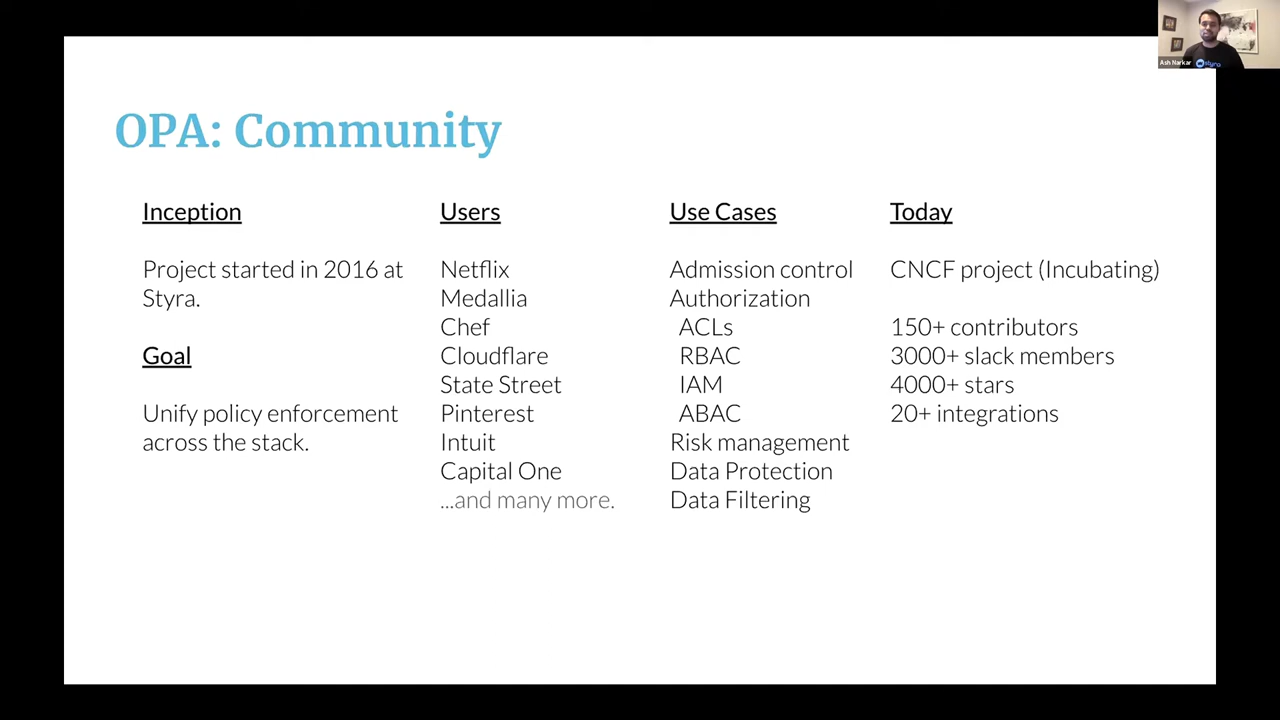 OPA: Community
Inception
Project started in 2016 at
Styra.
Goal
Unify policy enforcement
across the stack.
Users
Netflix
Medallia
Chef
Cloudflare
State Street
Pinterest
Intuit
Capital One
...and many more.
Use Cases
Admission control
Authorization
ACLs
RBAC
IAM
ABAC
Risk management
Data Protection
Data Filtering
Today
CNCF project (Incubating)
150+ contributors
3000+ slack members
4000+ stars
20+ integrations
Ash Narkar
styra